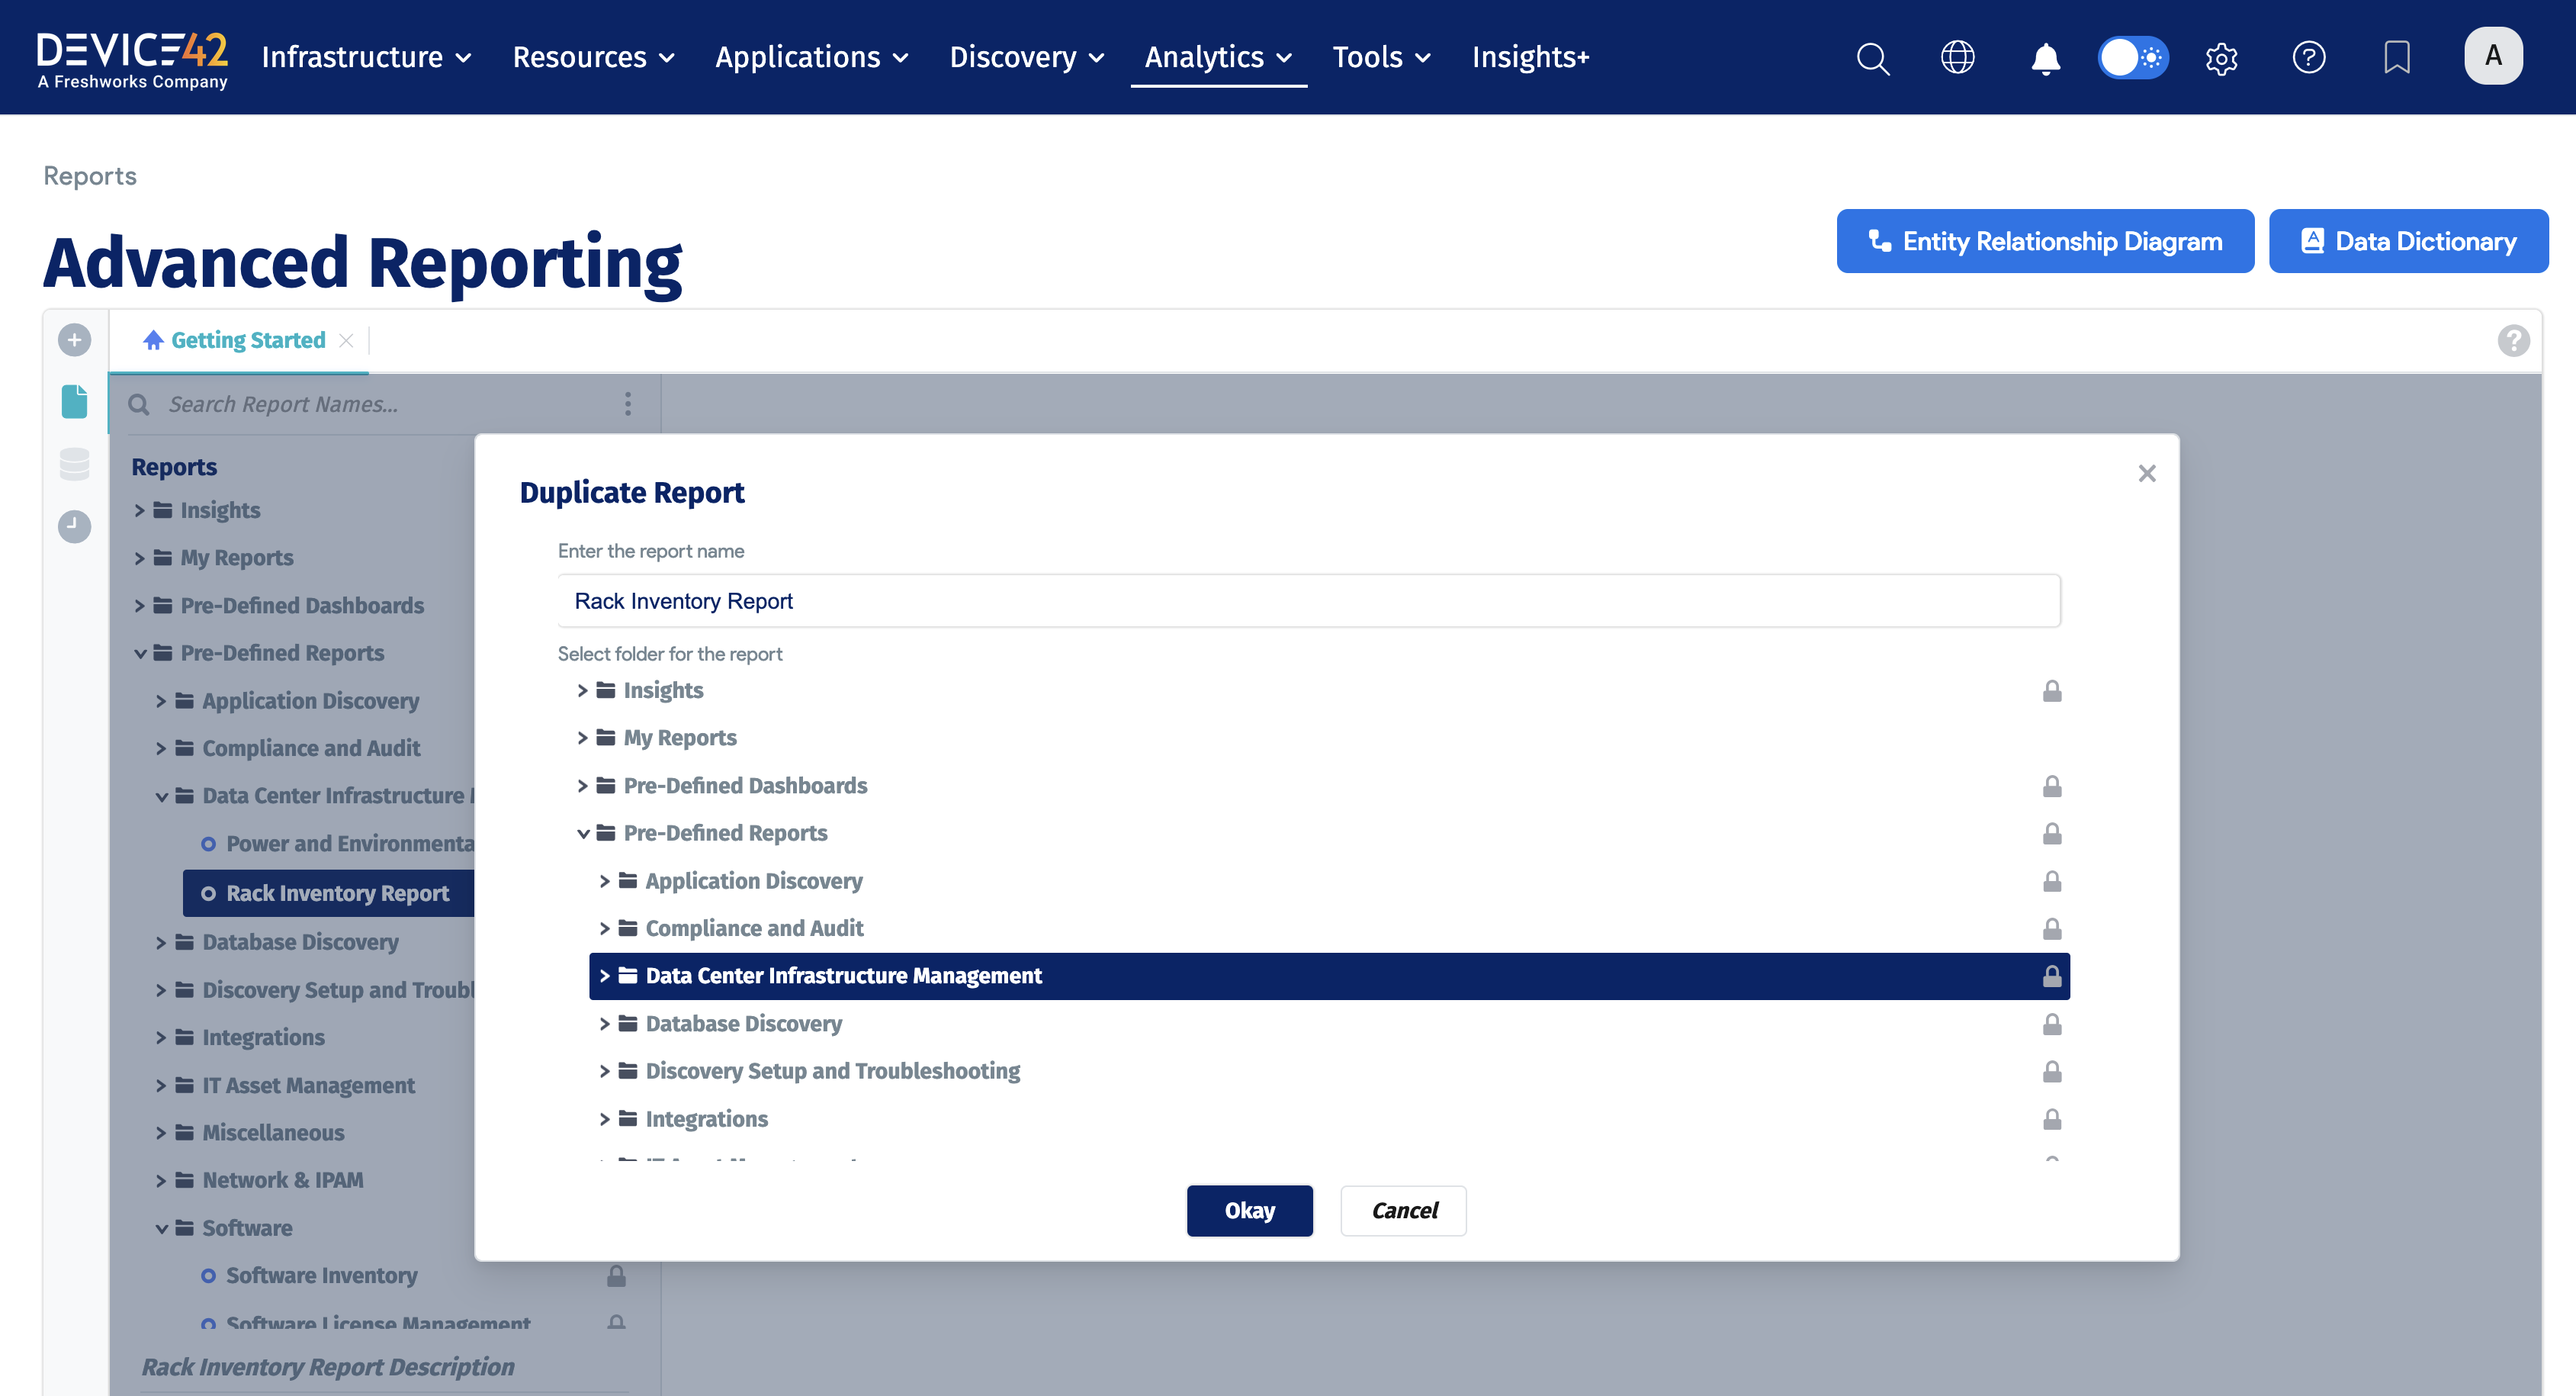 DEVICE42
A Freshworks Company
Infrastructure
Resources
Applications
Discovery
Analytics
Tools
Insights+
A
Reports
Advanced Reporting
Entity Relationship Diagram
Data Dictionary
Getting Started
Search Report Names...
Reports
Insights
My Reports
Pre-Defined Dashboards
Pre-Defined Reports
Application Discovery
Compliance and Audit
Data Center Infrastructure
Power and Environmenta
Rack Inventory Report
Database Discovery
Discovery Setup and Troubl
Integrations
IT Asset Management
Miscellaneous
Network & IPAM
Software
Software Inventory
Software License Management
Rack Inventory Report Description
Duplicate Report
Enter the report name
Rack Inventory Report
Select folder for the report
Insights
My Reports
Pre-Defined Dashboards
Pre-Defined Reports
Application Discovery
Compliance and Audit
Data Center Infrastructure Management
Database Discovery
Discovery Setup and Troubleshooting
Integrations
Okay
Cancel